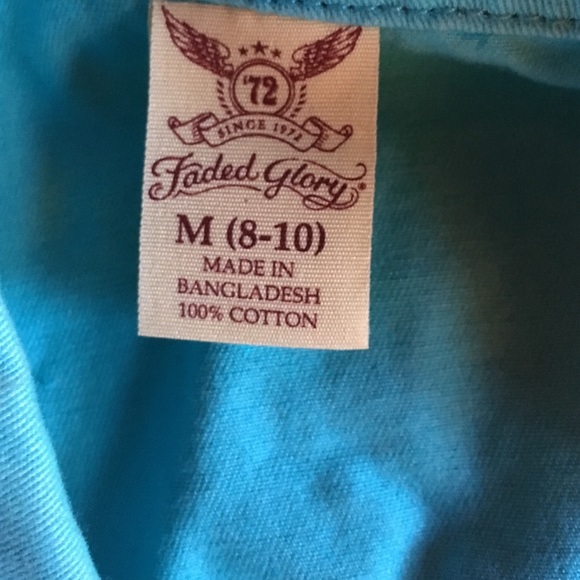 '72
SINCE 1972
Faded Glory®
M (8-10)
MADE IN
BANGLADESH
100% COTTON